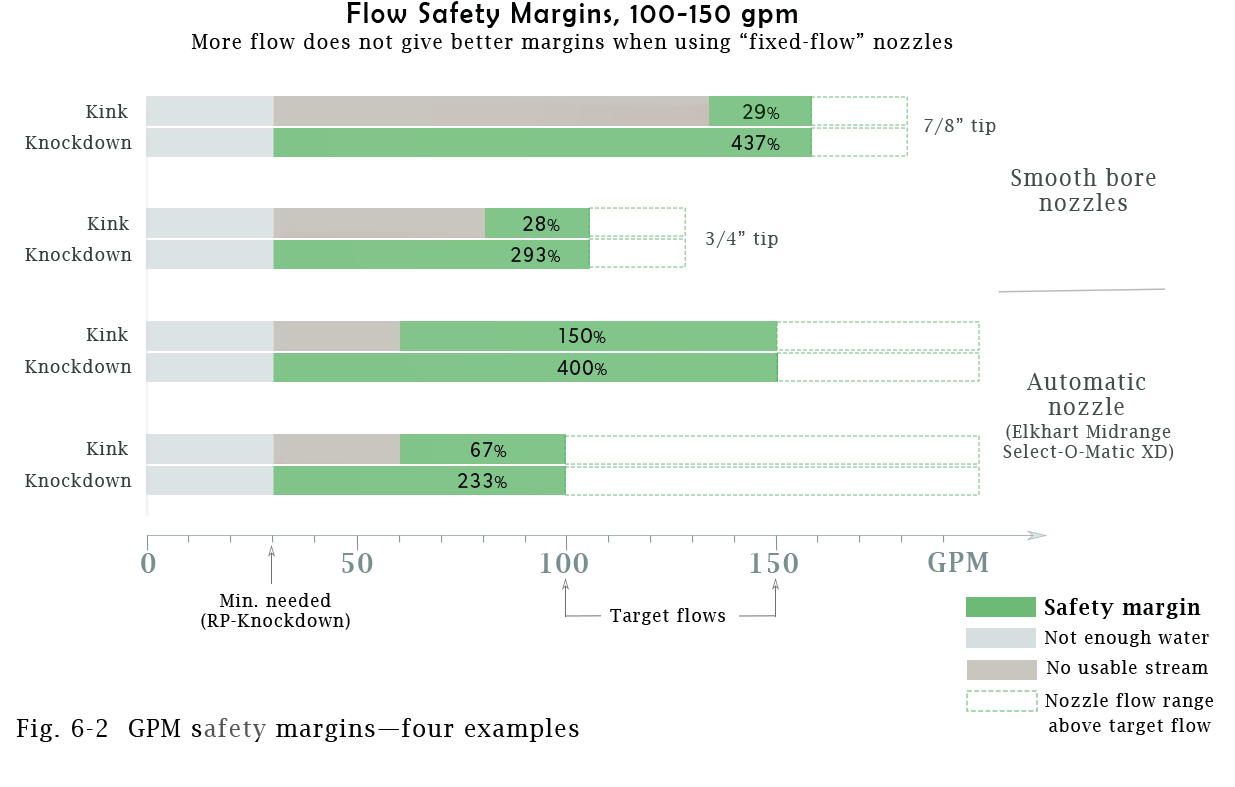 Flow Safety Margins, 100-150 gpm
More flow does not give better margins when using “fixed-flow” nozzles
Kink
29%
Knockdown
437%
7/8” tip
Smooth bore
nozzles
Kink
28%
Knockdown
293%
3/4” tip
Kink
150%
Knockdown
400%
Automatic
nozzle
(Elkhart Midrange
Select-O-Matic XD)
Kink
67%
Knockdown
233%
0 50 100 150 GPM
Min. needed
(RP-Knockdown)
Target flows
Safety margin
Not enough water
No usable stream
Nozzle flow range
above target flow
Fig. 6-2 GPM safety margins—four examples